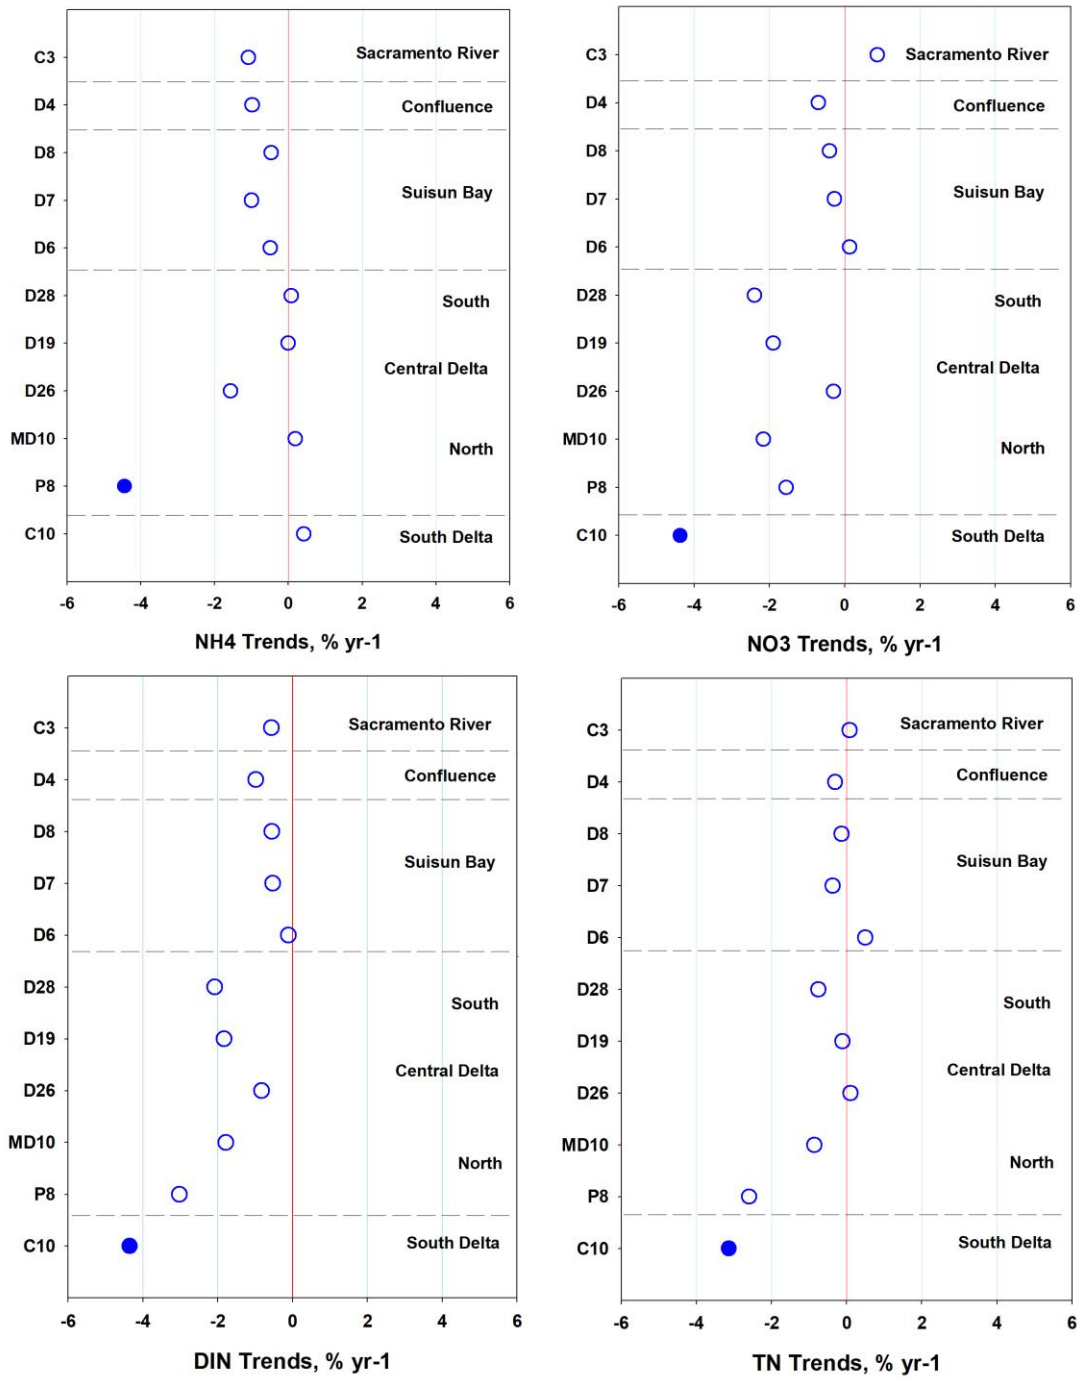 C3
Sacramento River
D4
Confluence
D8
D7
Suisun Bay
D6
D28
South
D19
Central Delta
D26
MD10
North
P8
C10
South Delta
-6 -4 -2 0 2 4 6
NH4 Trends, % yr-1
C3
Sacramento River
D4
Confluence
D8
D7
Suisun Bay
D6
D28
South
D19
Central Delta
D26
MD10
North
P8
C10
South Delta
-6 -4 -2 0 2 4 6
NO3 Trends, % yr-1
C3
Sacramento River
D4
Confluence
D8
Suisun Bay
D7
D6
D28
South
D19
Central Delta
D26
MD10
North
P8
C10
South Delta
-6 -4 -2 0 2 4 6
DIN Trends, % yr-1
C3
Sacramento River
D4
Confluence
D8
Suisun Bay
D7
D6
D28
South
D19
Central Delta
D26
MD10
North
P8
C10
South Delta
-6 -4 -2 0 2 4 6
TN Trends, % yr-1